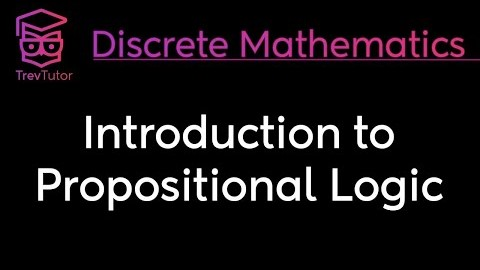 Discrete Mathematics
TrevTutor
Introduction to
Propositional Logic